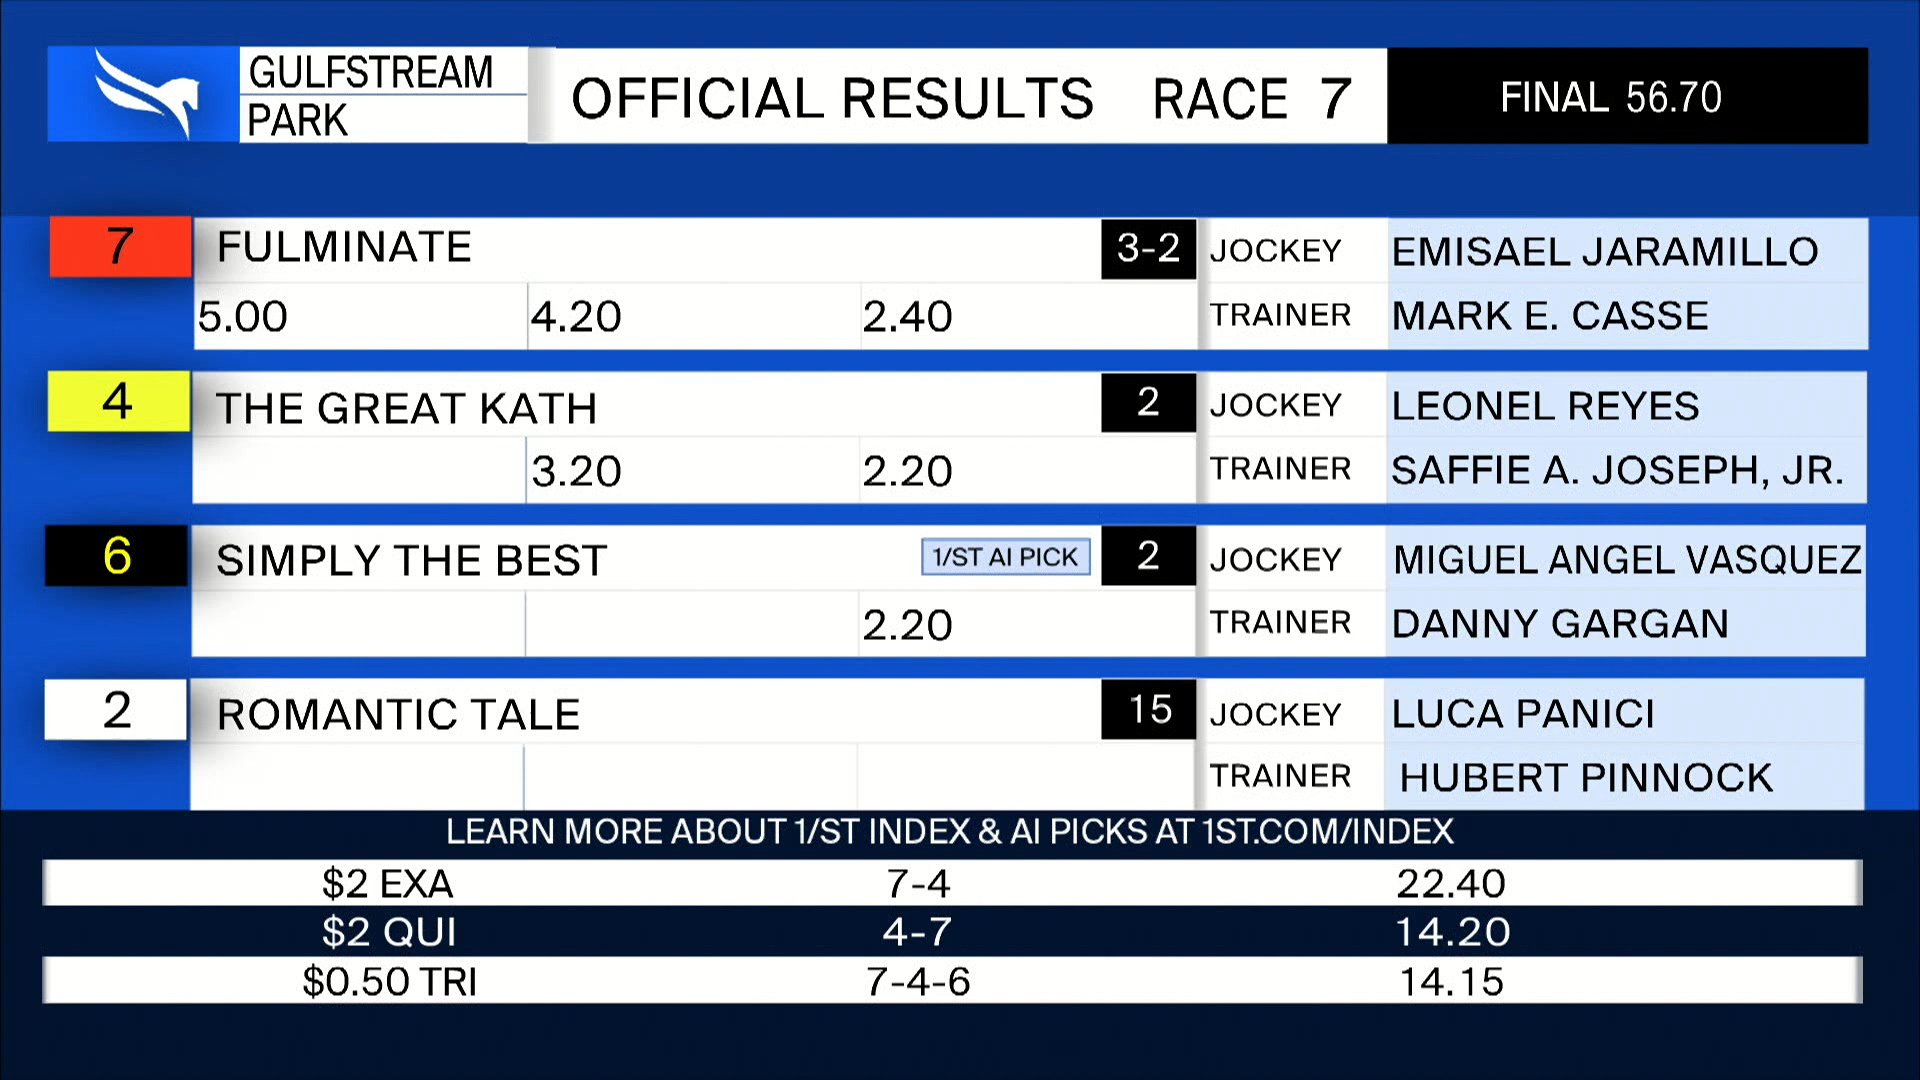 GULFSTREAM
PARK
OFFICIAL RESULTS RACE 7
FINAL 56.70
7 FULMINATE 3-2 JOCKEY EMISAEL JARAMILLO
5.00 4.20 2.40 TRAINER MARK E. CASSE
4 THE GREAT KATH 2 JOCKEY LEONEL REYES
3.20 2.20 TRAINER SAFFIE A. JOSEPH, JR.
6 SIMPLY THE BEST 1/ST AI PICK 2 JOCKEY MIGUEL ANGEL VASQUEZ
2.20 TRAINER DANNY GARGAN
2 ROMANTIC TALE 15 JOCKEY LUCA PANICI
TRAINER HUBERT PINNOCK
LEARN MORE ABOUT 1/ST INDEX & AI PICKS AT 1ST.COM/INDEX
$2 EXA 7-4 22.40
$2 QUI 4-7 14.20
$0.50 TRI 7-4-6 14.15